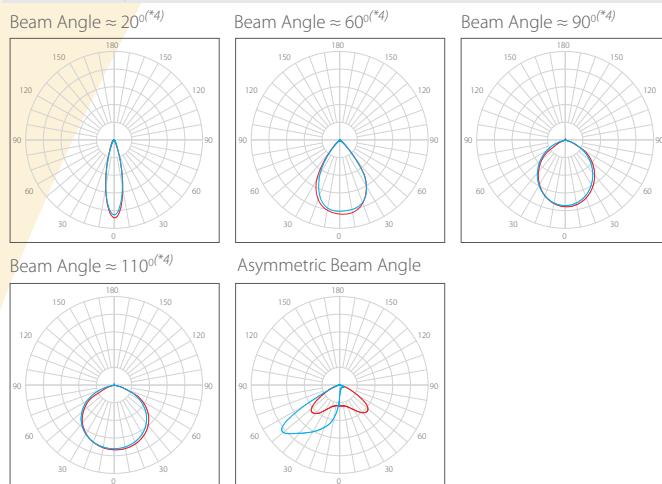 Beam Angle ≈ 20⁰(*4) Beam Angle ≈ 60⁰(*4) Beam Angle ≈ 90⁰(*4)
180 180 180
150 150 150 150 150 150
120 120 120 120 120 120
90 90 90 90 90 90
60 60 60 60 60 60
30 30 30 30 30 30
0 0 0
Beam Angle ≈ 110⁰(*4) Asymmetric Beam Angle
180 180
150 150 150 150
120 120 120 120
90 90 90 90
60 60 60 60
30 30 30 30
0 0